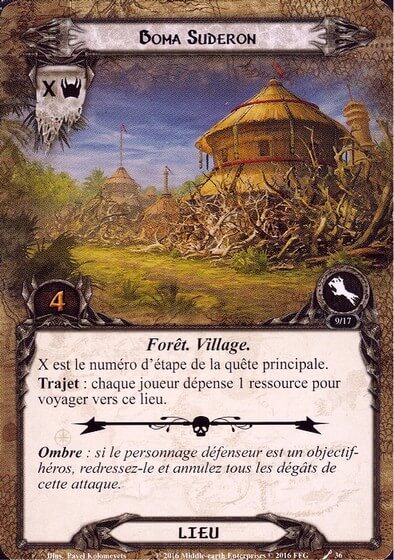 Boma Suderon
X
4
9/17
Forêt. Village.
X est le numéro d'étape de la quête principale.
Trajet : chaque joueur dépense 1 ressource pour
voyager vers ce lieu.
Ombre : si le personnage défenseur est un objectif-
héros, redressez-le et annulez tous les dégâts de
cette attaque.
LIEU
Illus. Pavel Kolomeyets © 2016 Middle-earth Enterprises © 2016 FFG 36